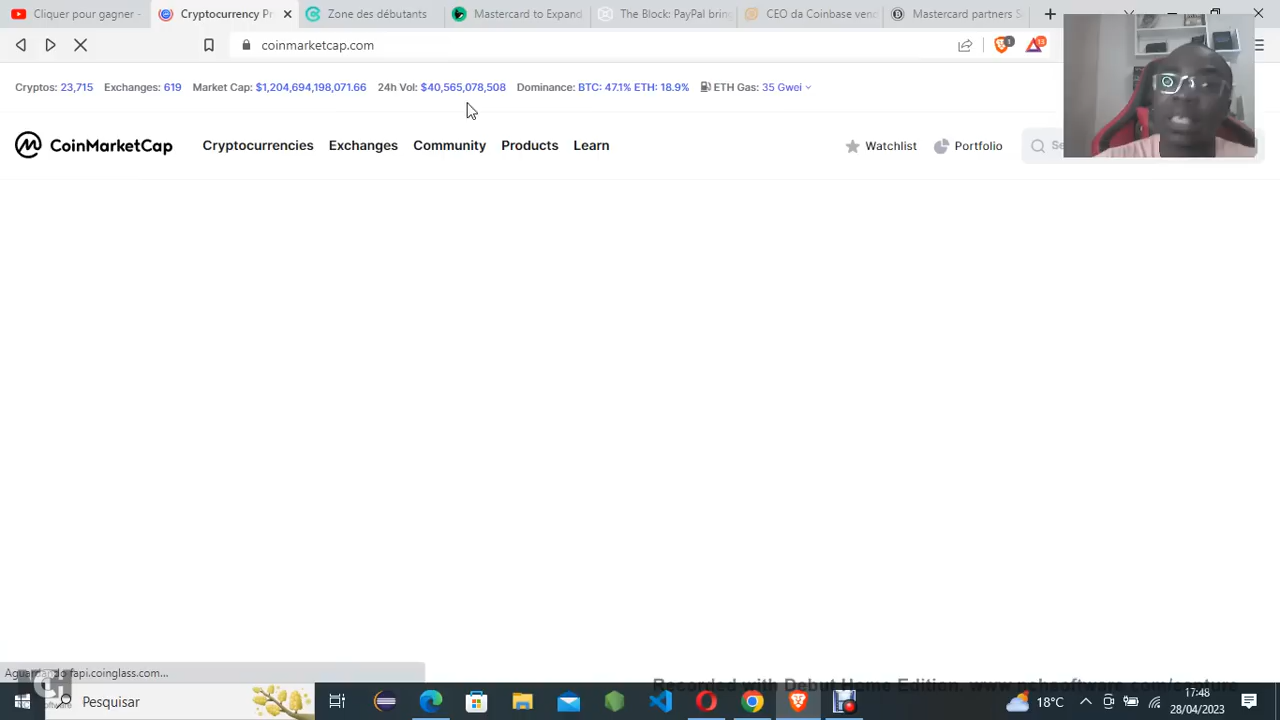 Cliquer pour gagner -
Cryptocurrency Pr
Zone des débutants
Mastercard to Expand
The Block: PayPal bring
CEO da Coinbase venc
Mastercard partners S
coinmarketcap.com
Cryptos: 23,715 Exchanges: 619 Market Cap: $1,204,694,198,071.66 24h Vol: $40,565,078,508 Dominance: BTC: 47.1% ETH: 18.9% ETH Gas: 35 Gwei
CoinMarketCap
Cryptocurrencies Exchanges Community Products Learn
Watchlist Portfolio
Aguardando fapi.coinglass.com...
Recorded with Debut Home Edition. www.nchsoftware.com/capture
Pesquisar
18°C
17:48
28/04/2023